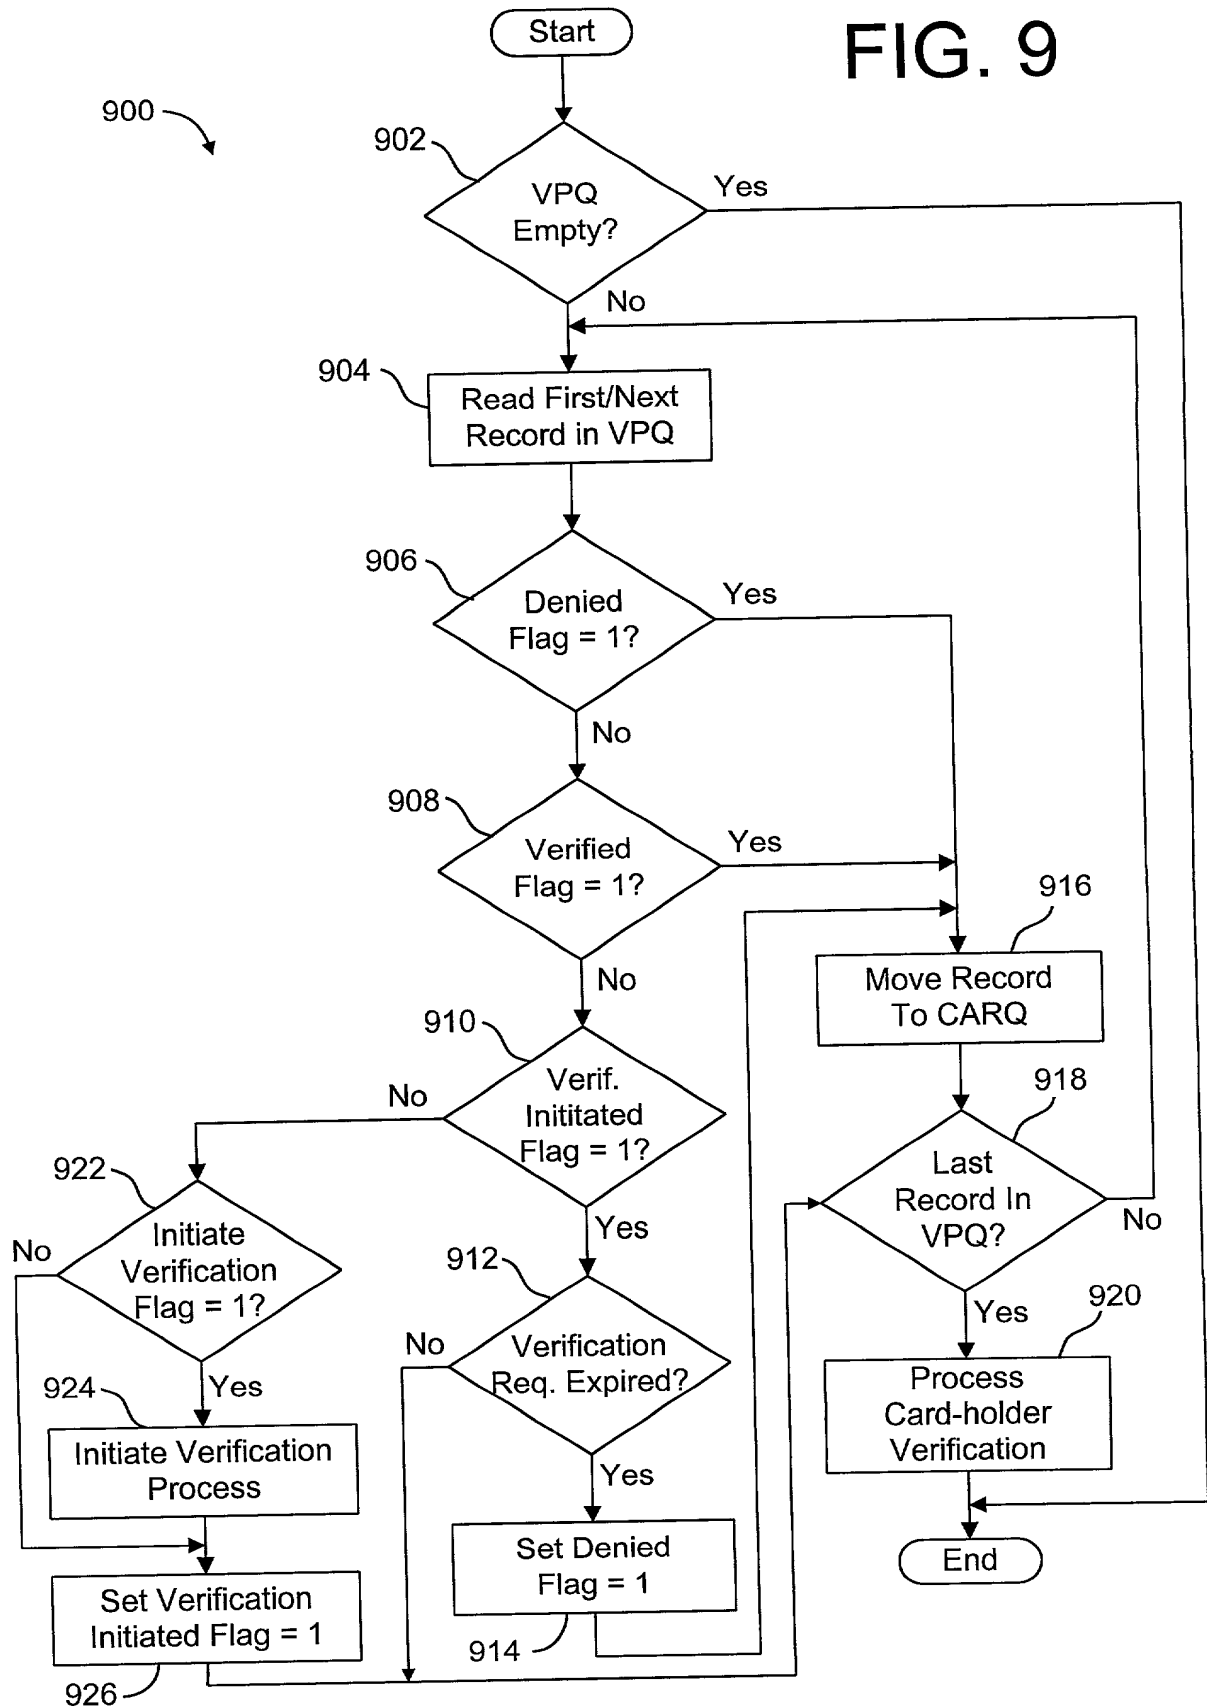 FIG. 9
Start
900
902
VPQ
Empty?
Yes
No
904
Read First/Next
Record in VPQ
906
Denied
Flag = 1?
Yes
No
908
Verified
Flag = 1?
Yes
No
916
Move Record
To CARQ
910
Verif.
Inititated
Flag = 1?
No
Yes
918
Last
Record In
VPQ?
No
Yes
922
Initiate
Verification
Flag = 1?
No
Yes
912
Verification
Req. Expired?
No
Yes
920
Process
Card-holder
Verification
924
Initiate Verification
Process
Set Denied
Flag = 1
914
End
Set Verification
Initiated Flag = 1
926